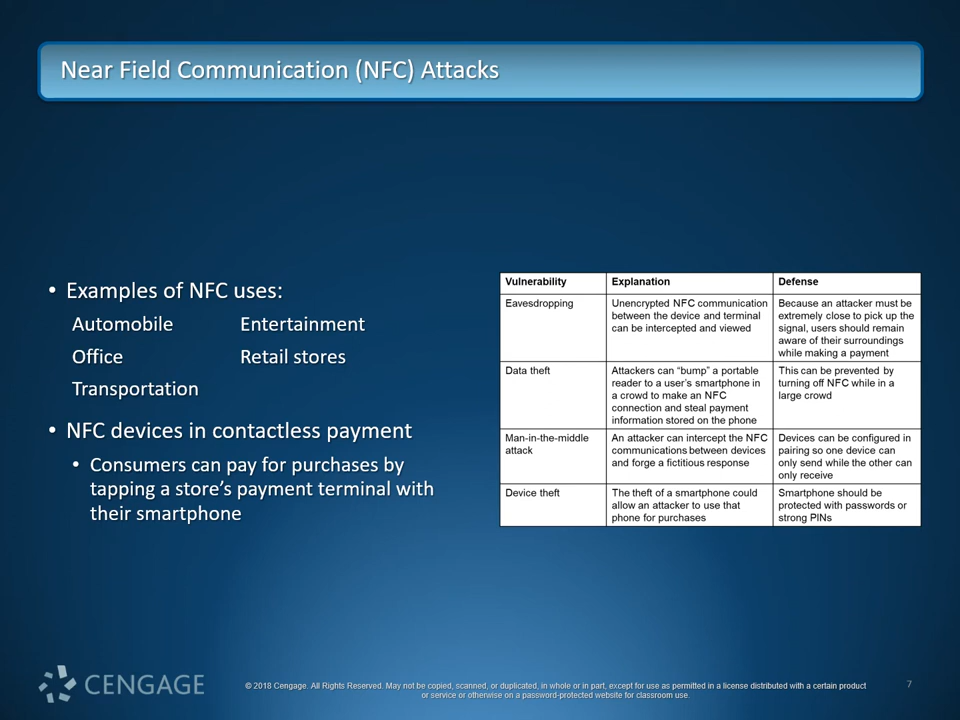 Near Field Communication (NFC) Attacks
• Examples of NFC uses:
Automobile Entertainment
Office Retail stores
Transportation
• NFC devices in contactless payment
• Consumers can pay for purchases by
tapping a store's payment terminal with
their smartphone
Vulnerability Explanation Defense
Eavesdropping
Unencrypted NFC communication
between the device and terminal
can be intercepted and viewed
Because an attacker must be
extremely close to pick up the
signal, users should remain
aware of their surroundings
while making a payment
Data theft
Attackers can “bump” a portable
reader to a user's smartphone in
a crowd to make an NFC
connection and steal payment
information stored on the phone
This can be prevented by
turning off NFC while in a
large crowd
Man-in-the-middle
attack
An attacker can intercept the NFC
communications between devices
and forge a fictitious response
Devices can be configured in
pairing so one device can
only send while the other can
only receive
Device theft
The theft of a smartphone could
allow an attacker to use that
phone for purchases
Smartphone should be
protected with passwords or
strong PINs
CENGAGE
© 2018 Cengage. All Rights Reserved. May not be copied, scanned, or duplicated, in whole or in part, except for use as permitted in a license distributed with a certain product
or service or otherwise on a password-protected website for classroom use.
7